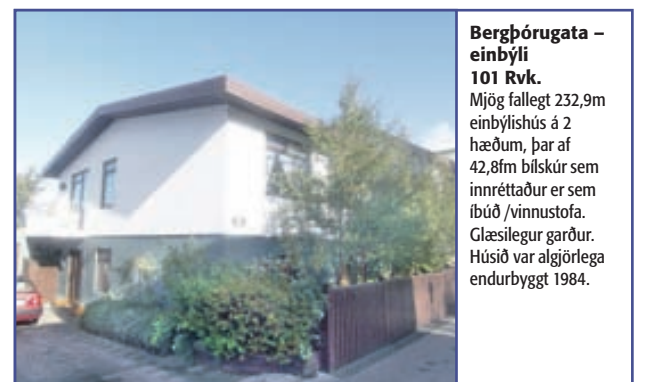 Bergþórugata –
einbýli
101 Rvk.
Mjög fallegt 232,9m
einbýlishús á 2
hæðum, þar af
42,8fm bílskúr sem
innréttaður er sem
íbúð /vinnustofa.
Glæsilegur garður.
Húsið var algjörlega
endurbyggt 1984.